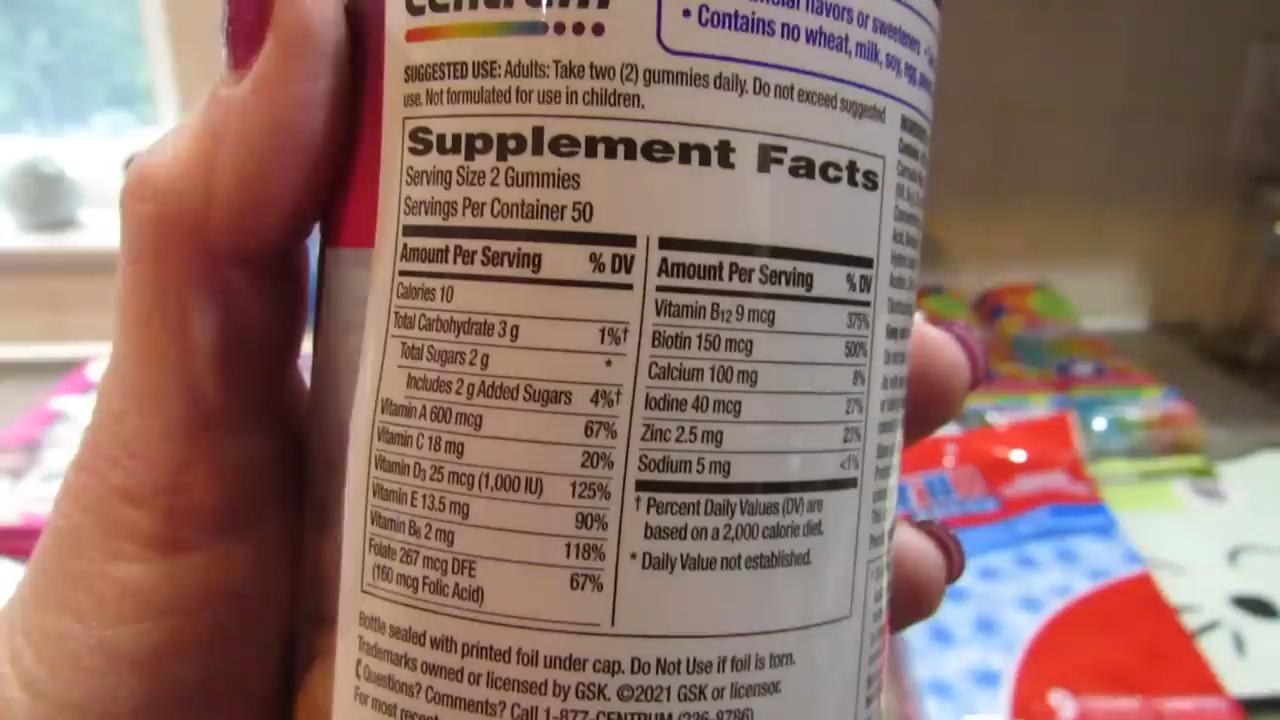 Centrum
• Contains no wheat, milk, soy, egg,
SUGGESTED USE: Adults: Take two (2) gummies daily. Do not exceed suggested
use. Not formulated for use in children.
Supplement Facts
Serving Size 2 Gummies
Servings Per Container 50
Amount Per Serving % DV
Calories 10
Total Carbohydrate 3 g 1%†
Total Sugars 2 g *
Includes 2 g Added Sugars 4%†
Vitamin A 600 mcg 67%
Vitamin C 18 mg 20%
Vitamin D3 25 mcg (1,000 IU) 125%
Vitamin E 13.5 mg 90%
Vitamin B6 2 mg 118%
Folate 267 mcg DFE 67%
(160 mcg Folic Acid)
Amount Per Serving % DV
Vitamin B12 9 mcg 375%
Biotin 150 mcg 500%
Calcium 100 mg 8%
Iodine 40 mcg 27%
Zinc 2.5 mg 23%
Sodium 5 mg <1%
† Percent Daily Values (DV) are
based on a 2,000 calorie diet.
* Daily Value not established.
Bottle sealed with printed foil under cap. Do Not Use if foil is torn.
Trademarks owned or licensed by GSK. ©2021 GSK or licensor.
Questions? Comments? Call 1-877-CENTRUM (236-8786)
For most recent